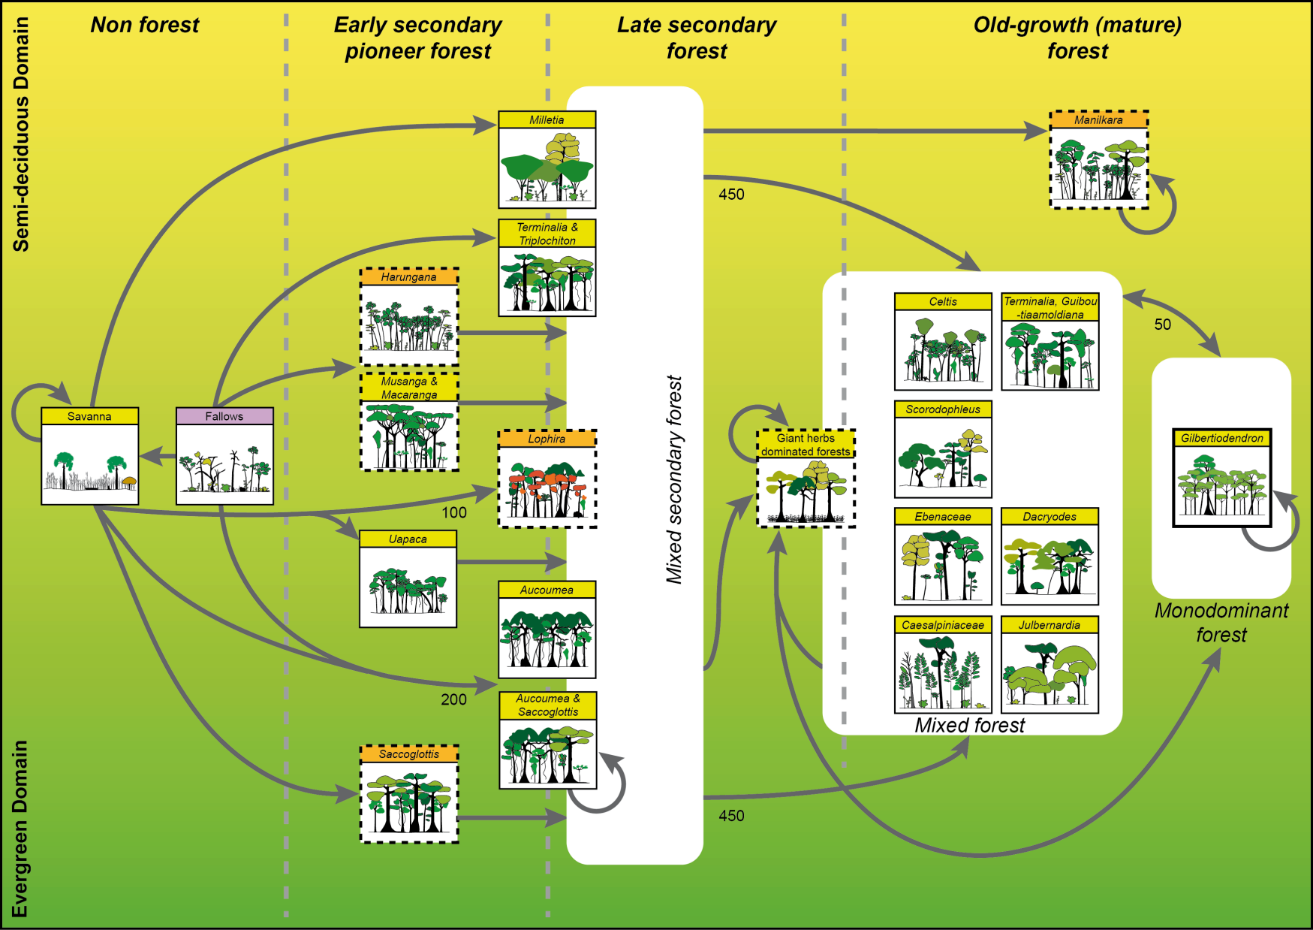 Non forest
Early secondary
pioneer forest
Late secondary
forest
Old-growth (mature)
forest
Semi-deciduous Domain
Evergreen Domain
Milletia
Terminalia &
Triplochiton
Harungana
Musanga &
Macaranga
Savanna
Fallows
Lophira
100
Uapaca
Aucoumea
200
Aucoumea &
Saccoglottis
Saccoglottis
Mixed secondary forest
450
450
Giant herbs
dominated forests
Manilkara
Celtis
Terminalia, Guibou
-tiaamoldiana
Scorodophleus
Ebenaceae
Dacryodes
Caesalpiniaceae
Julbernardia
Mixed forest
50
Gilbertiodendron
Monodominant
forest